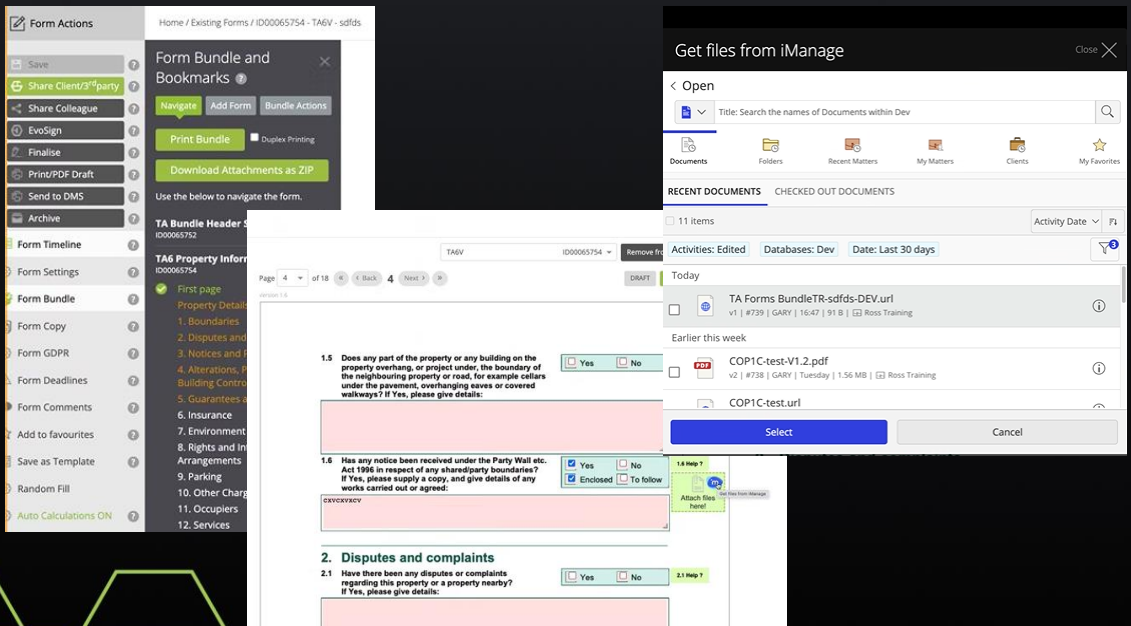 Form Actions
Save
Share Client/3rdparty
Share Colleague
EvoSign
Finalise
Print/PDF Draft
Send to DMS
Archive
Form Timeline
Form Settings
Form Bundle
Form Copy
Form GDPR
Form Deadlines
Form Comments
Add to favourites
Save as Template
Random Fill
Auto Calculations ON
Home / Existing Forms / ID00065754 - TA6V - sdfds
Form Bundle and
Bookmarks
Navigate Add Form Bundle Actions
Print Bundle Duplex Printing
Download Attachments as ZIP
Use the below to navigate the form.
TA Bundle Header
ID00065752
TA6 Property
ID00065754
First page
Property Details
1. Boundaries
2. Disputes and
3. Notices and
4. Alterations,
Building
5. Guarantees
6. Insurance
7. Environment
8. Rights and
Arrangements
9. Parking
10. Other
11. Occupiers
12. Services
TA6V ID00065754 Remove
Page 4 of 18 « Back 4 Next » DRAFT
version 1.6
1.5 Does any part of the property or any building on the
property overhang, or project under, the boundary of
the neighbouring property or road, for example cellars
under the pavement, overhanging eaves or covered
walkways? If Yes, please give details:
Yes No
1.6 Has any notice been received under the Party Wall etc.
Act 1996 in respect of any shared/party boundaries?
If Yes, please supply a copy, and give details of any
works carried out or agreed:
Yes No
Enclosed To follow
1.6 Help ?
Attach files
here!
Get files from iManage
cxvcxvxcv
2. Disputes and complaints
2.1 Have there been any disputes or complaints
regarding this property or a property nearby?
If Yes, please give details:
Yes No
2.1 Help ?
Get files from iManage
Close
Open
Title: Search the names of Documents within Dev
Documents Folders Recent Matters My Matters Clients My Favorites
RECENT DOCUMENTS CHECKED OUT DOCUMENTS
11 items Activity Date
Activities: Edited Databases: Dev Date: Last 30 days 3
Today
TA Forms BundleTR-sdfds-DEV.url
v1 | #739 | GARY | 16:47 | 91 B | Ross Training
Earlier this week
PDF
COP1C-test-V1.2.pdf
v2 | #738 | GARY | Tuesday | 1.56 MB | Ross Training
COP1C-test.url
Select Cancel